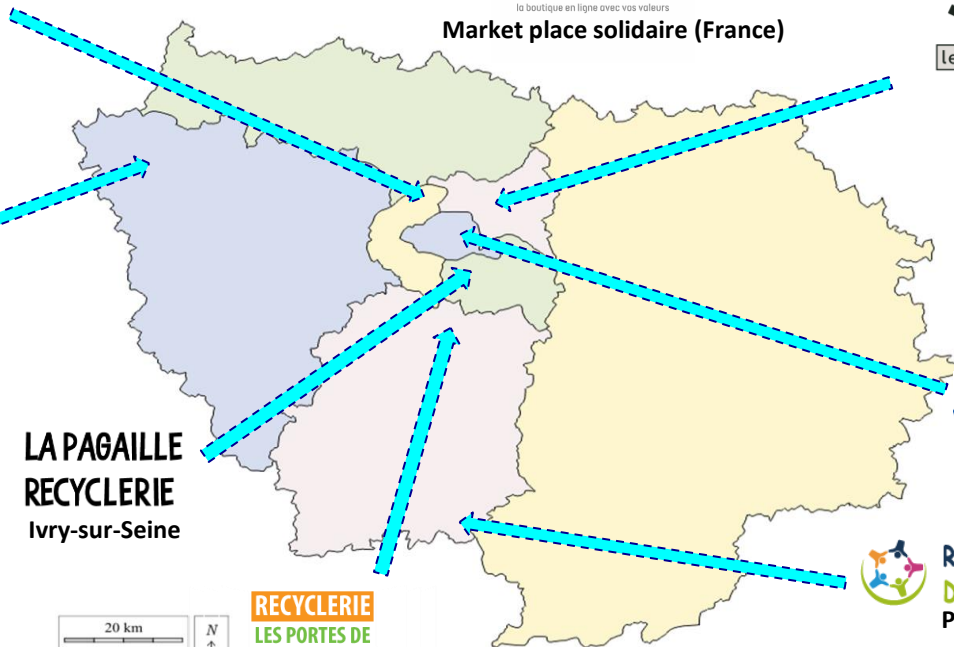 la boutique en ligne avec vos valeurs
Market place solidaire (France)
le
LA PAGAILLE
RECYCLERIE
Ivry-sur-Seine
RECYCLERIE
LES PORTES DE
20 km
N
R
D
P